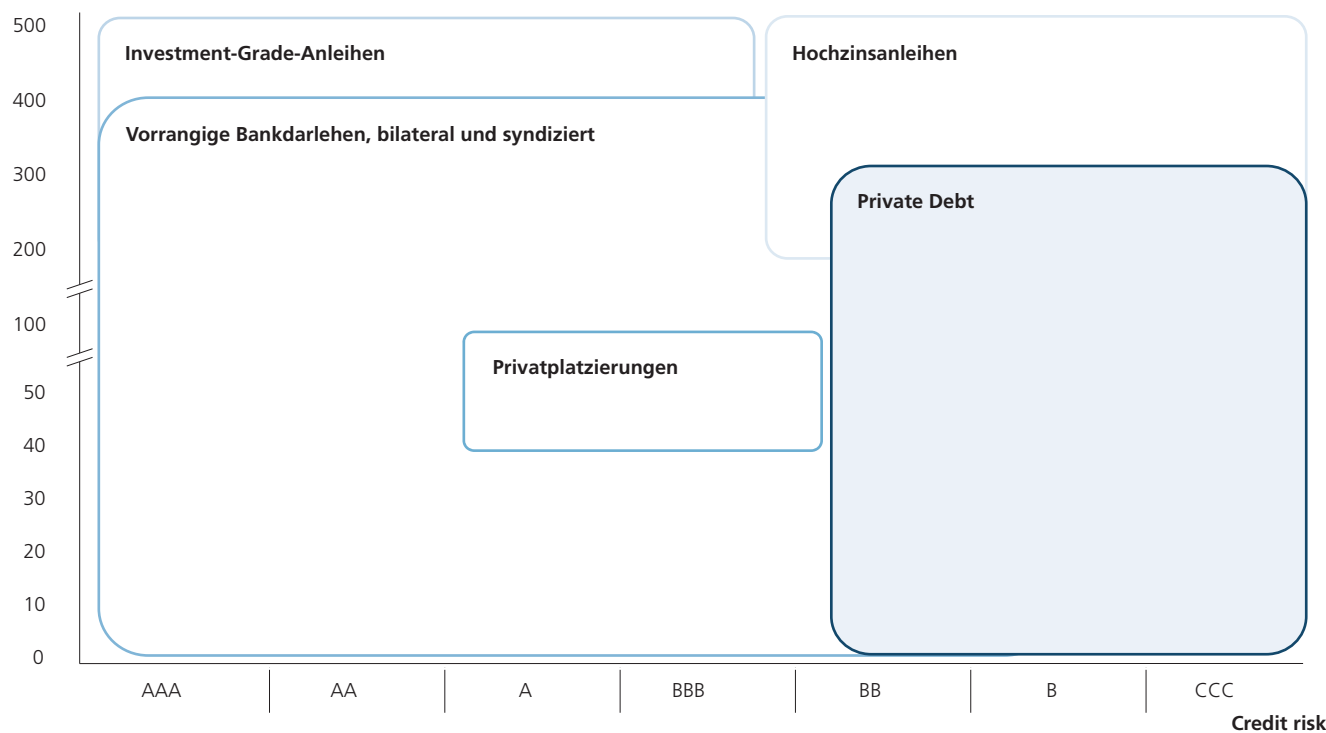 500
Investment-Grade-Anleihen
Hochzinsanleihen
400
Vorrangige Bankdarlehen, bilateral und syndiziert
300
Private Debt
200
100
Privatplatzierungen
50
40
30
20
10
0
AAA
AA
A
BBB
BB
B
CCC
Credit risk